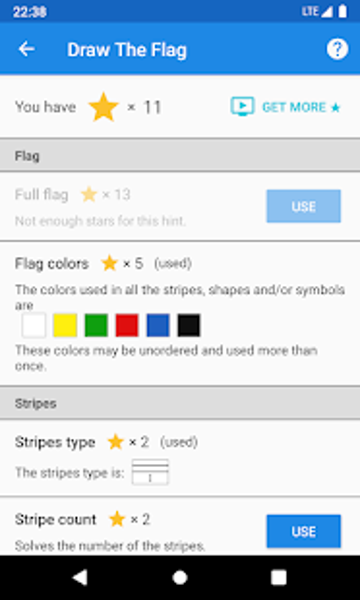 22:38 LTE
Draw The Flag ?
You have ★ × 11 GET MORE ★
Flag
Full flag ★ × 13
USE
Not enough stars for this hint.
Flag colors ★ × 5 (used)
The colors used in all the stripes, shapes and/or symbols
are
These colors may be unordered and used more than
once.
Stripes
Stripes type ★ × 2 (used)
The stripes type is:
Stripe count ★ × 2
USE
Solves the number of the stripes.